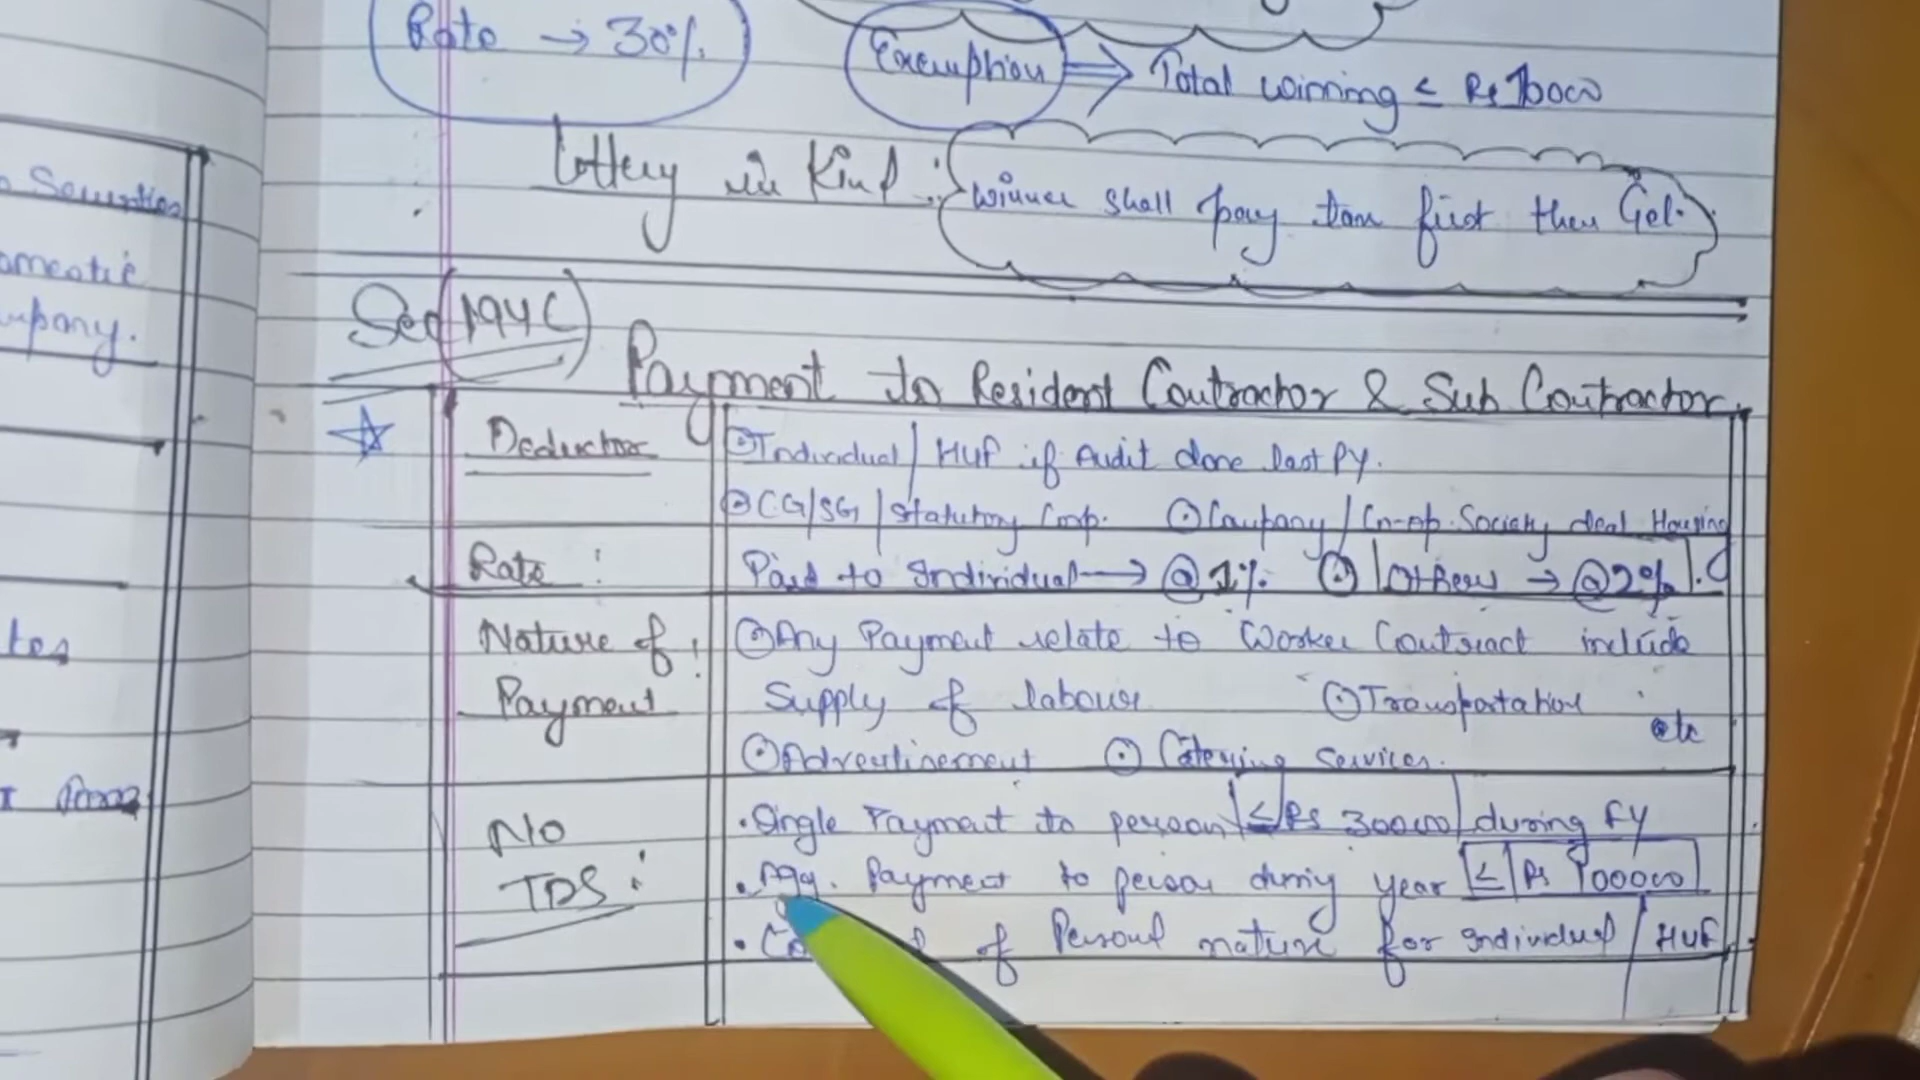 Rate → 30%
Exemption ⇒ Total winning ≤ Rs 10000
Lottery in Kind : Winner shall pay tax first then Get.
Securities
omestic
mpany.
tes
Sec (194C)
Payment to Resident Contractor & Sub Contractor.
Deductor
Individual / HUF if Audit done last PY.
CG/SG / Statutory Corp. Company / Co-op. Society deal Housing
Rate :
Paid to Individual → @ 1% Others → @2%.
Nature of :
Payment
Any Payment relate to Worker Contract include
Supply of labour Transportation
etc
Advertisement Catering Services.
No
TDS :
• Single Payment to person ≤ Rs 30000 during FY
• Agg. Payment to person during year ≤ Rs 100000
• of Personal nature for individual / HUF